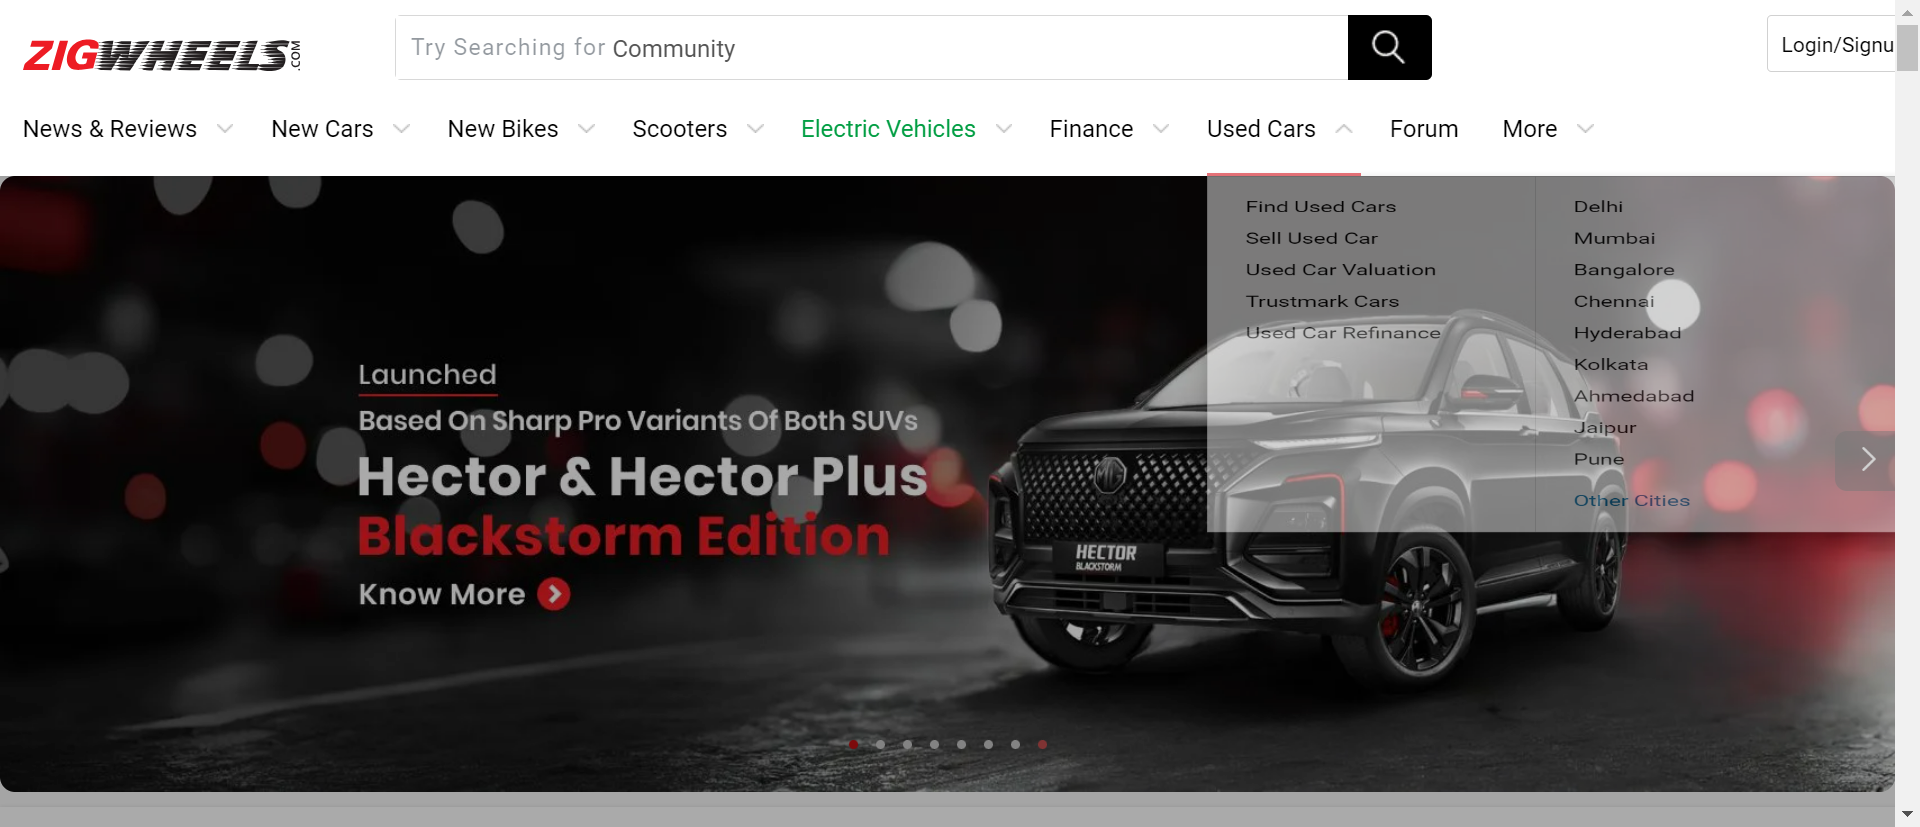 ZIGWHEELS.COM
Try Searching for Community
Login/Signu
News & Reviews
New Cars
New Bikes
Scooters
Electric Vehicles
Finance
Used Cars
Forum
More
Find Used Cars
Sell Used Car
Used Car Valuation
Trustmark Cars
Used Car Refinance
Delhi
Mumbai
Bangalore
Chennai
Hyderabad
Kolkata
Ahmedabad
Jaipur
Pune
Other Cities
Launched
Based On Sharp Pro Variants Of Both SUVs
Hector & Hector Plus
Blackstorm Edition
Know More
HECTOR
BLACKSTORM